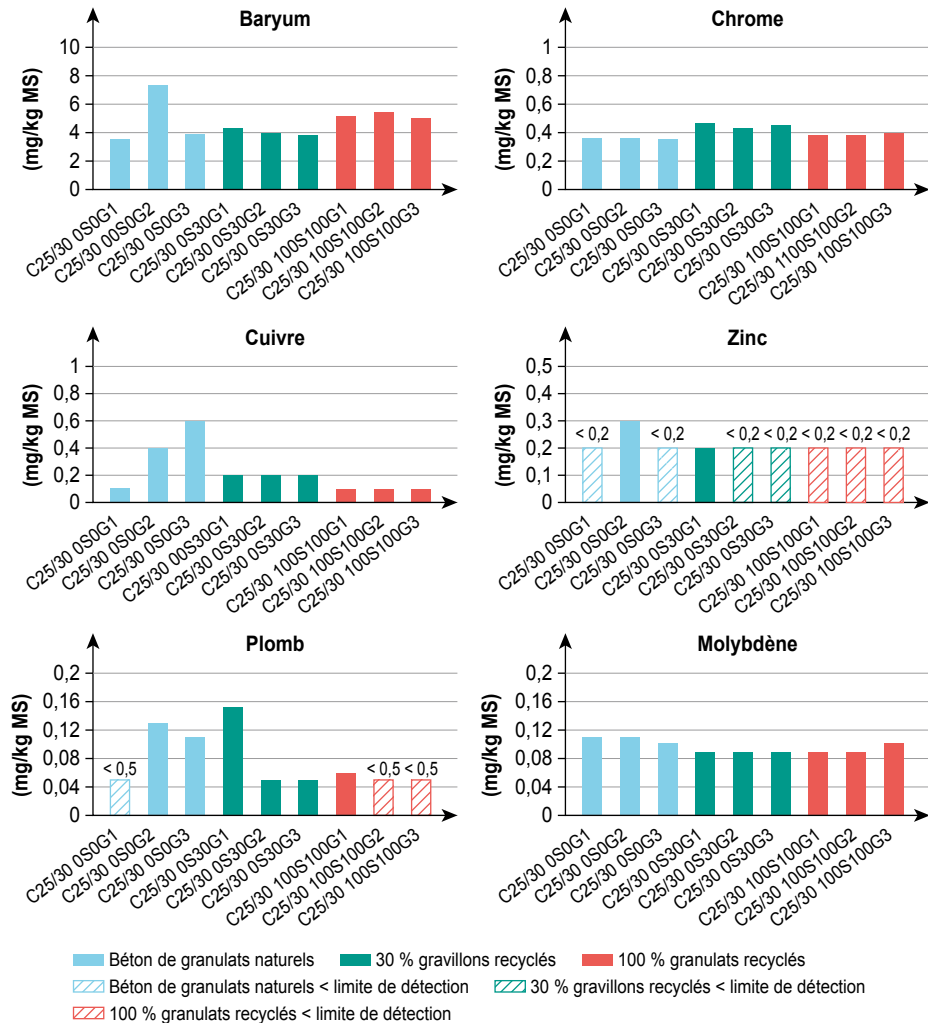 Baryum
(mg/kg MS)
10
8
6
4
2
0
C25/30 0S0G1
C25/30 00S0G2
C25/30 0S0G3
C25/30 0S30G1
C25/30 0S30G2
C25/30 0S30G3
C25/30 100S100G1
C25/30 100S100G2
C25/30 100S100G3
Chrome
(mg/kg MS)
1
0,8
0,6
0,4
0,2
0
C25/30 0S0G1
C25/30 0S0G2
C25/30 0S0G3
C25/30 0S30G1
C25/30 0S30G2
C25/30 0S30G3
C25/30 100S100G1
C25/30 1100S100G2
C25/30 100S100G3
Cuivre
(mg/kg MS)
1
0,8
0,6
0,4
0,2
0
C25/30 0S0G1
C25/30 0S0G2
C25/30 0S0G3
C25/30 00S30G1
C25/30 0S30G2
C25/30 0S30G3
C25/30 100S100G1
C25/30 100S100G2
C25/30 100S100G3
Zinc
(mg/kg MS)
0,5
0,4
0,3
0,2
0,1
0
< 0,2
< 0,2
< 0,2
< 0,2
< 0,2
< 0,2
< 0,2
C25/30 0S0G1
C25/30 0S0G2
C25/30 0S0G3
C25/30 0S30G1
C25/30 0S30G2
C25/30 0S30G3
C25/30 100S100G1
C25/30 100S100G2
C25/30 100S100G3
Plomb
(mg/kg MS)
0,2
0,16
0,12
0,08
0,04
0
< 0,5
< 0,5
< 0,5
C25/30 0S0G1
C25/30 0S0G2
C25/30 0S0G3
C25/30 0S30G1
C25/30 0S30G2
C25/30 0S30G3
C25/30 100S100G1
C25/30 100S100G2
C25/30 100S100G3
Molybdène
(mg/kg MS)
0,2
0,16
0,12
0,08
0,04
0
C25/30 0S0G1
C25/30 0S0G2
C25/30 0S0G3
C25/30 0S30G1
C25/30 0S30G2
C25/30 0S30G3
C25/30 100S100G1
C25/30 100S100G2
C25/30 100S100G3
Béton de granulats naturels
30 % gravillons recyclés
100 % granulats recyclés
Béton de granulats naturels < limite de détection
30 % gravillons recyclés < limite de détection
100 % granulats recyclés < limite de détection